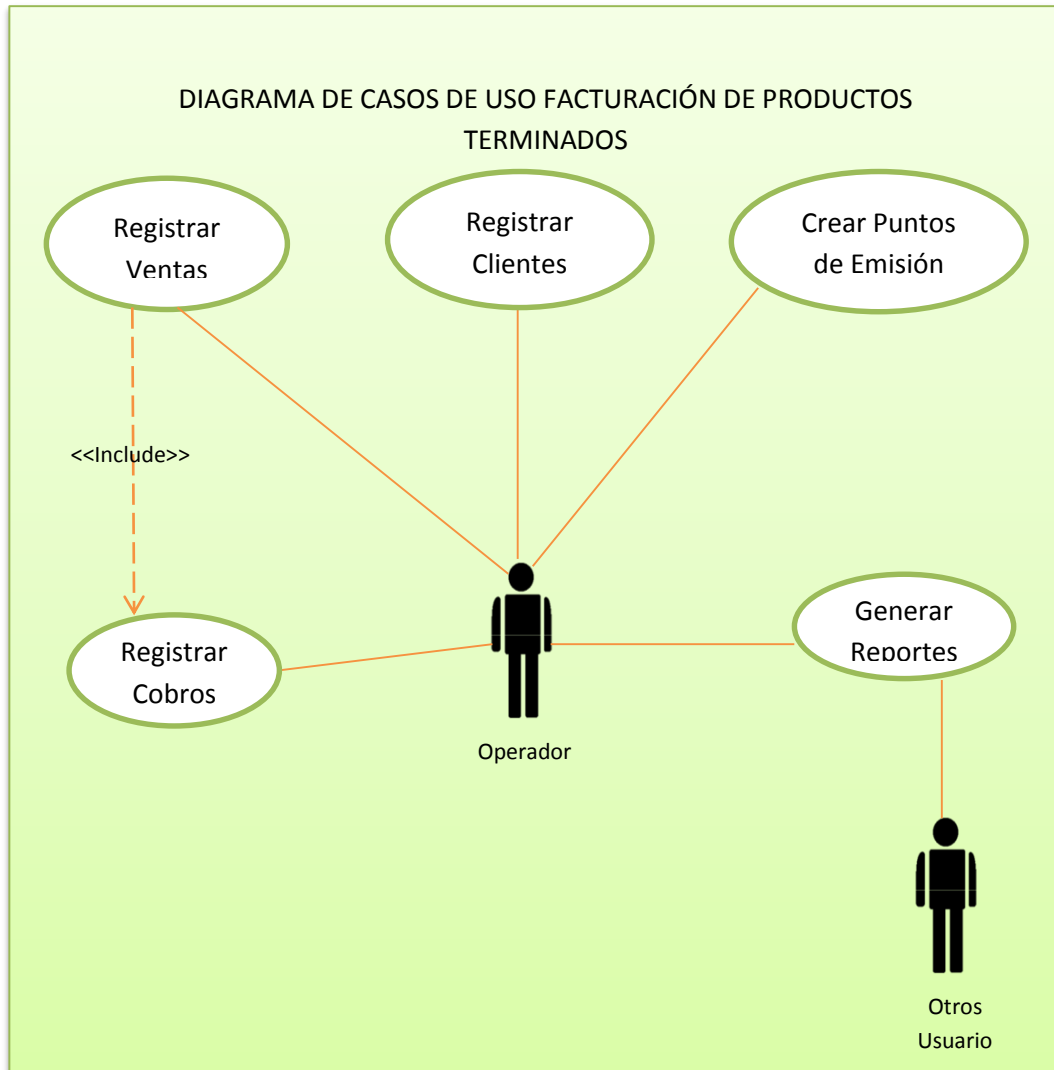 DIAGRAMA DE CASOS DE USO FACTURACIÓN DE PRODUCTOS
TERMINADOS
Registrar
Ventas
Registrar
Clientes
Crear Puntos
de Emisión
<<Include>>
Registrar
Cobros
Generar
Reportes
Operador
Otros
Usuario